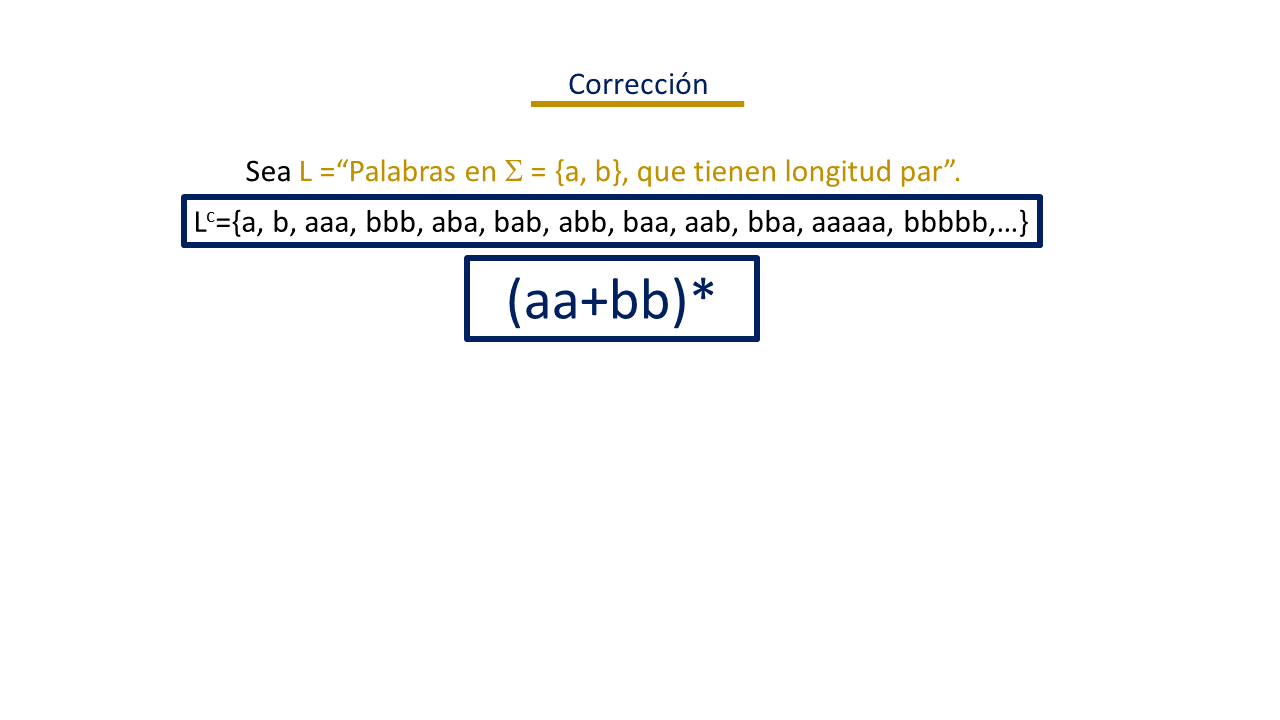 Corrección
Sea L =“Palabras en Σ = {a, b}, que tienen longitud par”.
Lᶜ={a, b, aaa, bbb, aba, bab, abb, baa, aab, bba, aaaaa, bbbbb,...}
(aa+bb)*